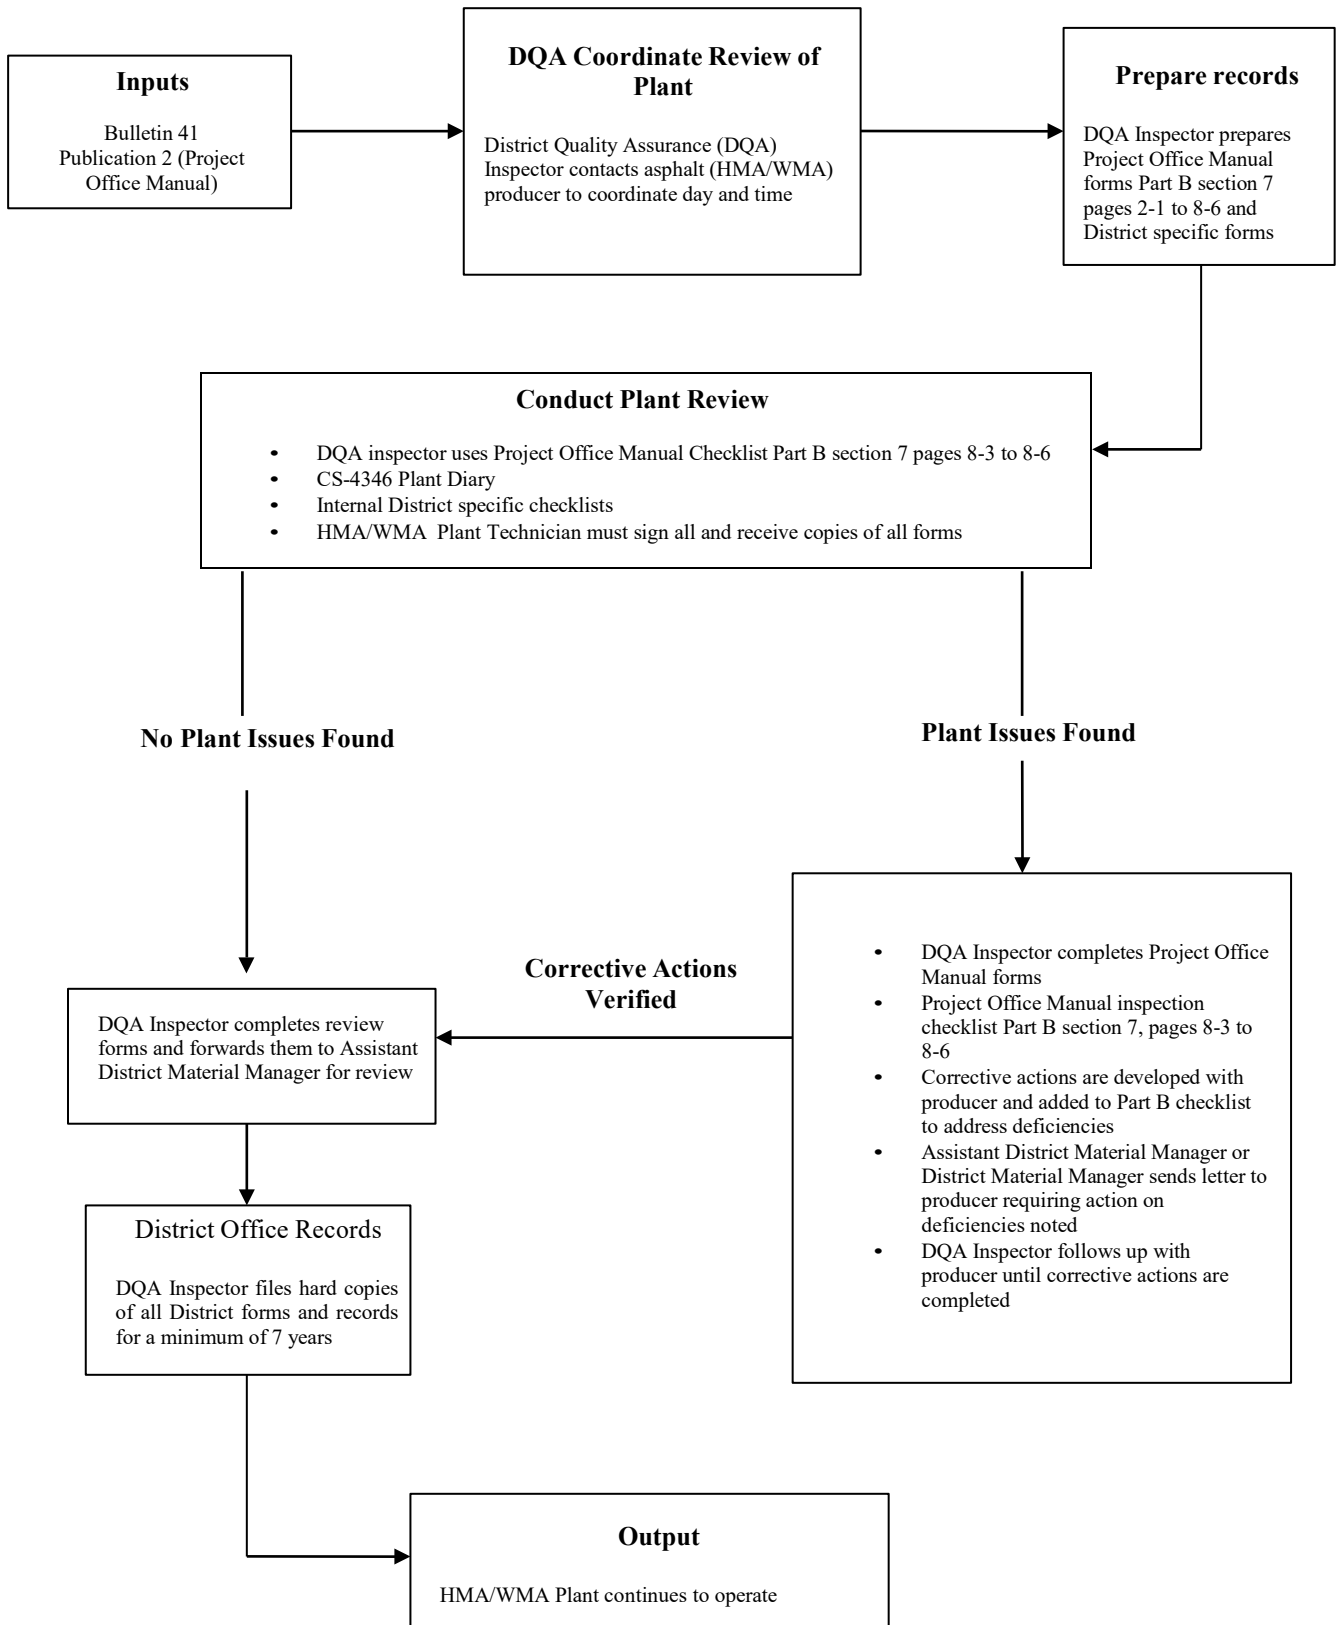 Inputs
Bulletin 41
Publication 2 (Project
Office Manual)
DQA Coordinate Review of
Plant
District Quality Assurance (DQA)
Inspector contacts asphalt (HMA/WMA)
producer to coordinate day and time
Prepare records
DQA Inspector prepares
Project Office Manual
forms Part B section 7
pages 2-1 to 8-6 and
District specific forms
Conduct Plant Review
• DQA inspector uses Project Office Manual Checklist Part B section 7 pages 8-3 to 8-6
• CS-4346 Plant Diary
• Internal District specific checklists
• HMA/WMA Plant Technician must sign all and receive copies of all forms
No Plant Issues Found
Plant Issues Found
• DQA Inspector completes Project Office
Manual forms
• Project Office Manual inspection
checklist Part B section 7, pages 8-3 to
8-6
• Corrective actions are developed with
producer and added to Part B checklist
to address deficiencies
• Assistant District Material Manager or
District Material Manager sends letter to
producer requiring action on
deficiencies noted
• DQA Inspector follows up with
producer until corrective actions are
completed
Corrective Actions
Verified
DQA Inspector completes review
forms and forwards them to Assistant
District Material Manager for review
District Office Records
DQA Inspector files hard copies
of all District forms and records
for a minimum of 7 years
Output
HMA/WMA Plant continues to operate